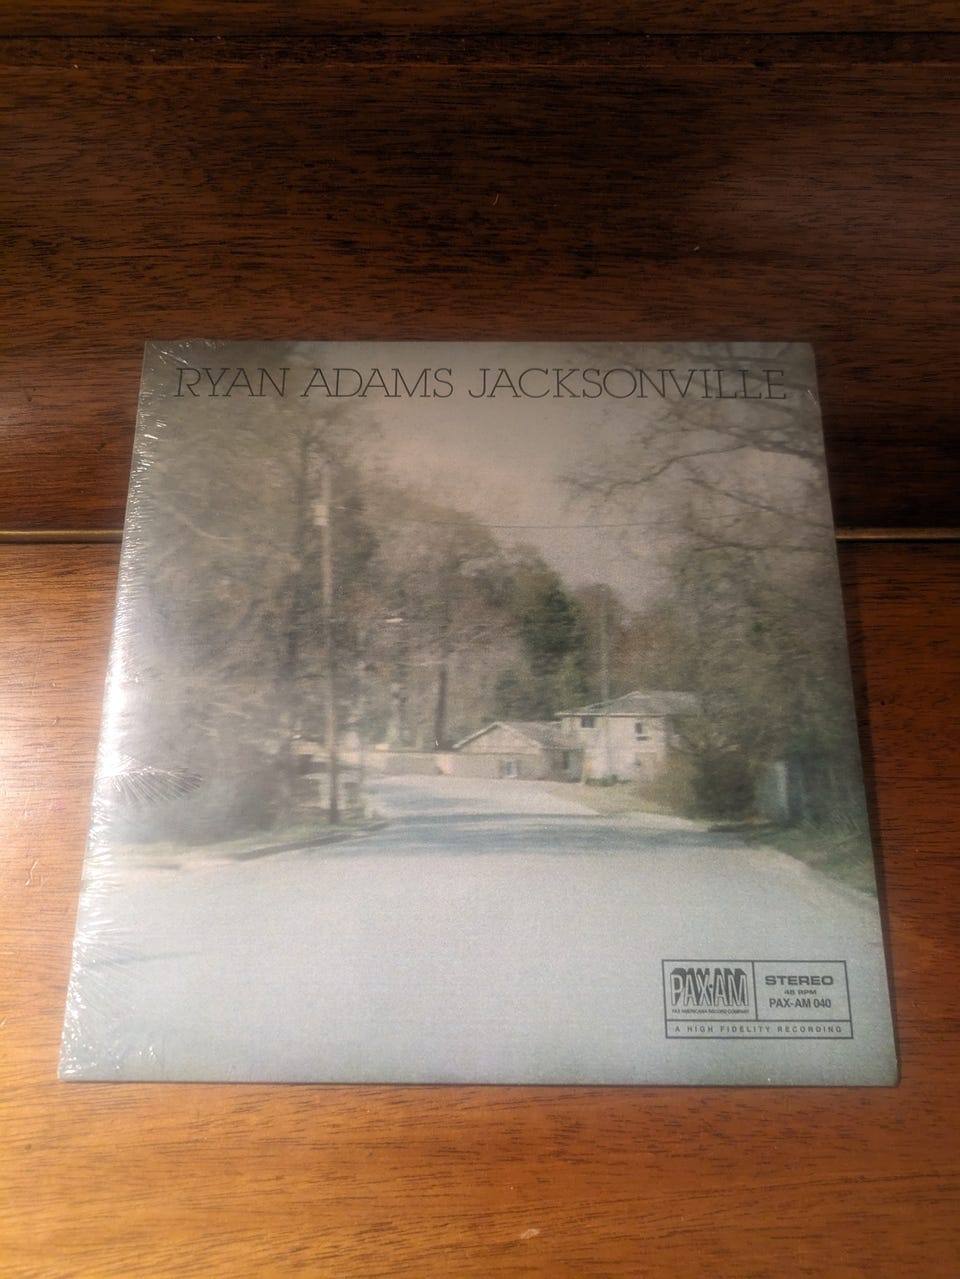 RYAN ADAMS JACKSONVILLE
PAX-AM
PAX AMERICANA RECORD COMPANY
STEREO
45 RPM
PAX-AM 040
A HIGH FIDELITY RECORDING